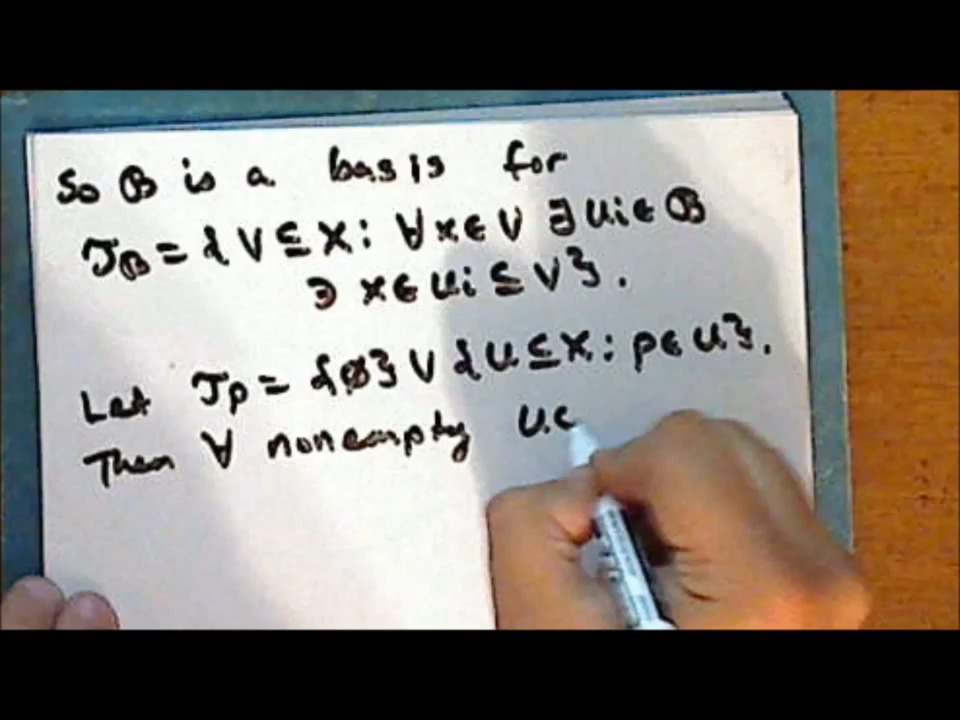 So B is a basis for
𝒯B = {V ⊆ X : ∀x ∈ V ∃ Ui ∈ B
∋ x ∈ Ui ⊆ V}.
Let 𝒯p = {∅} ∪ {U ⊆ X : p ∈ U}.
Then ∀ nonempty U